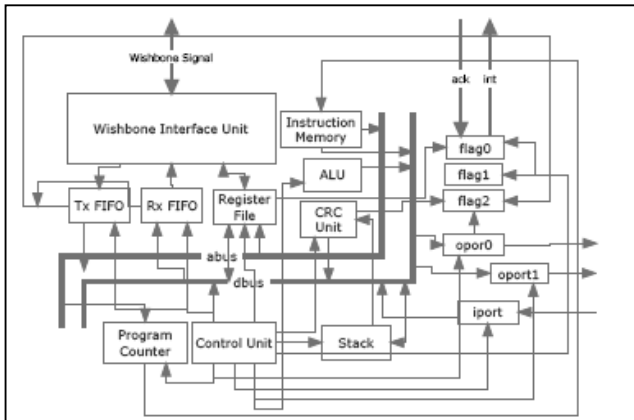 Wishbone Signal
ack
int
Wishbone Interface Unit
Instruction
Memory
flag0
ALU
flag1
Tx FIFO
Rx FIFO
Register
File
CRC
Unit
flag2
abus
opor0
dbus
oport1
iport
Program
Counter
Control Unit
Stack